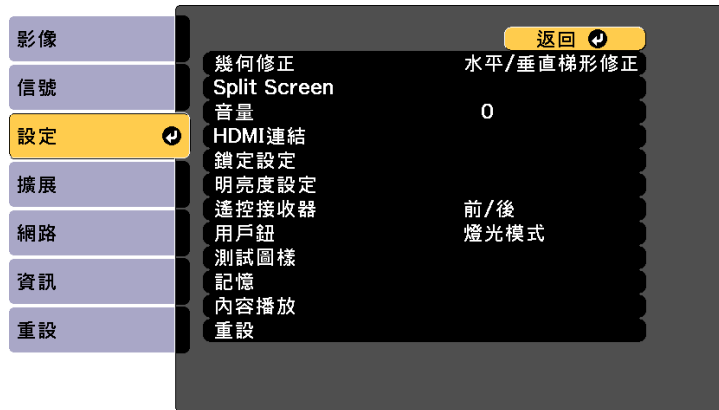 影像
信號
設定
擴展
網路
資訊
重設
返回
幾何修正 水平/垂直梯形修正
Split Screen
音量 0
HDMI連結
鎖定設定
明亮度設定
遙控接收器 前/後
用戶鈕 燈光模式
測試圖樣
記憶
內容播放
重設